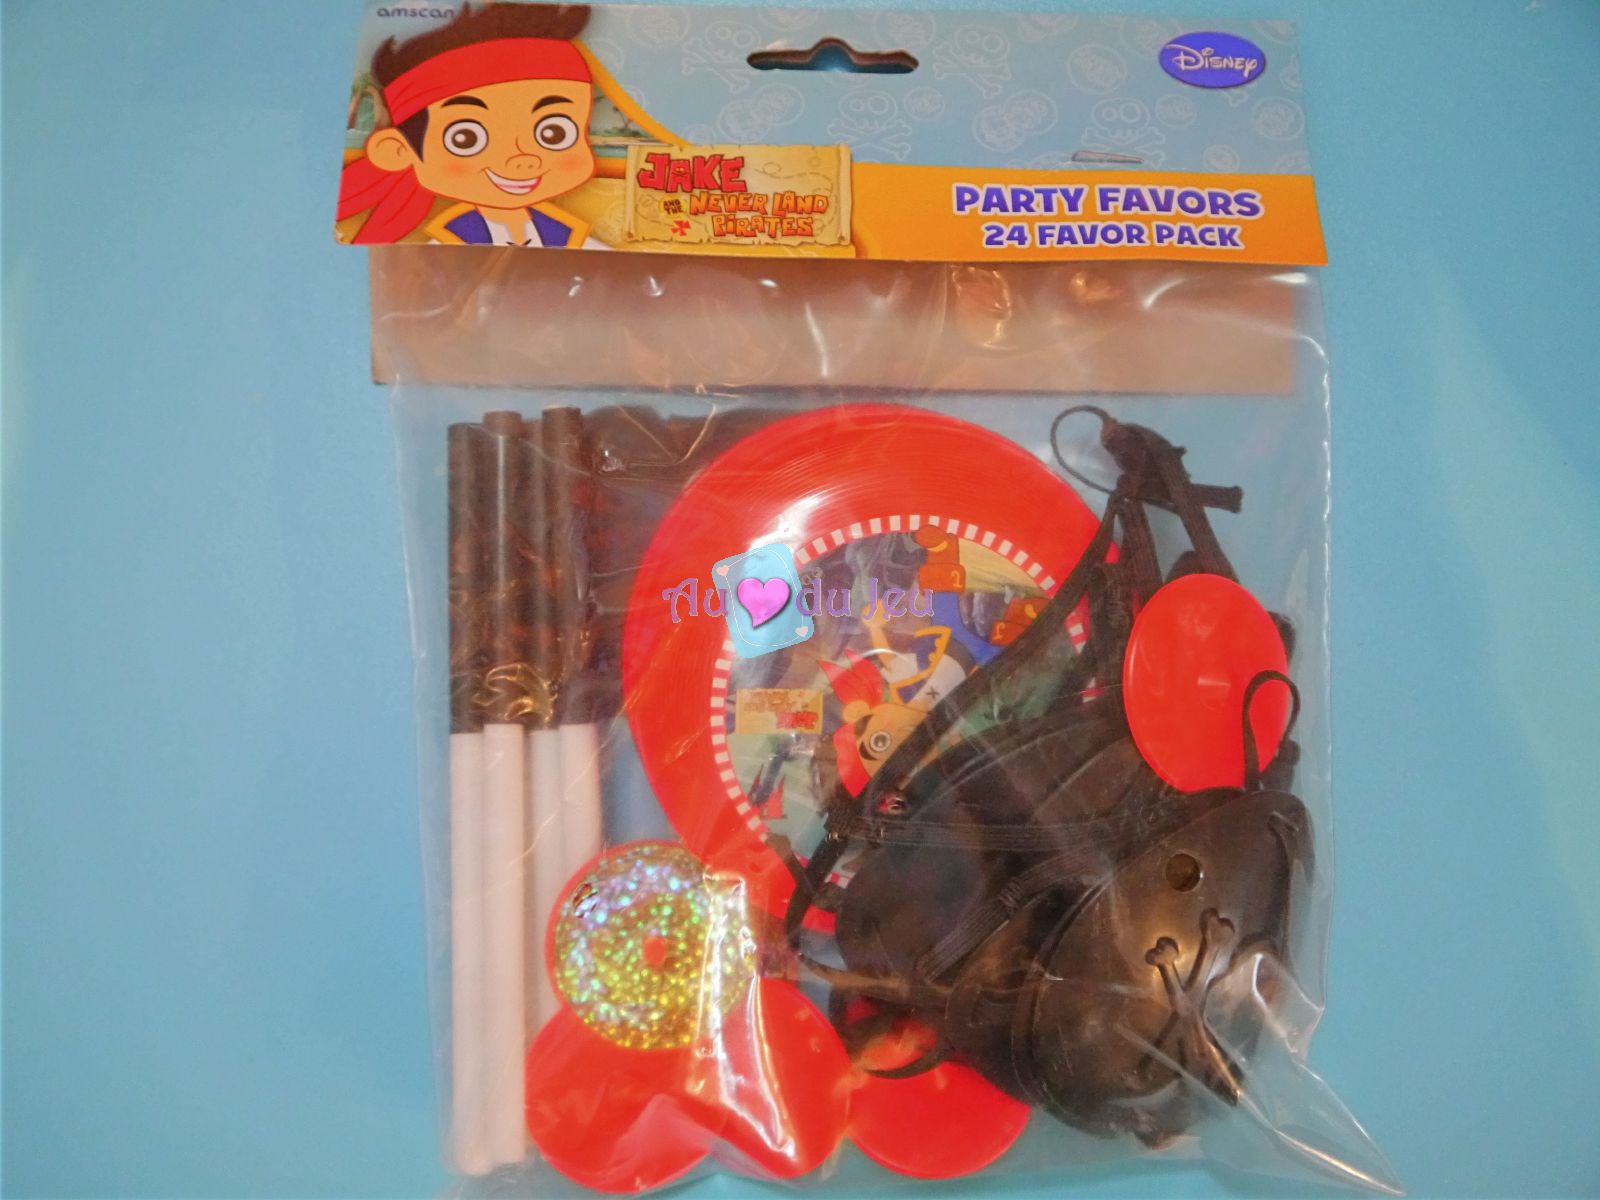 amscan
Disney
JAKE
AND THE
NEVER LAND
PIRATES
PARTY FAVORS
24 FAVOR PACK
Au du Jeu